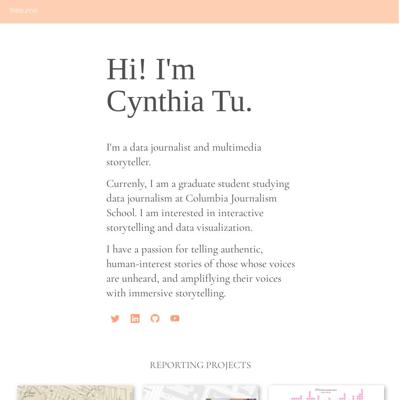 Hi! I'm
Cynthia Tu.
I'm a data journalist and multimedia
storyteller.
Currenly, I am a graduate student studying
data journalism at Columbia Journalism
School. I am interested in interactive
storytelling and data visualization.
I have a passion for telling authentic,
human-interest stories of those whose voices
are unheard, and ampliflying their voices
with immersive storytelling.
REPORTING PROJECTS